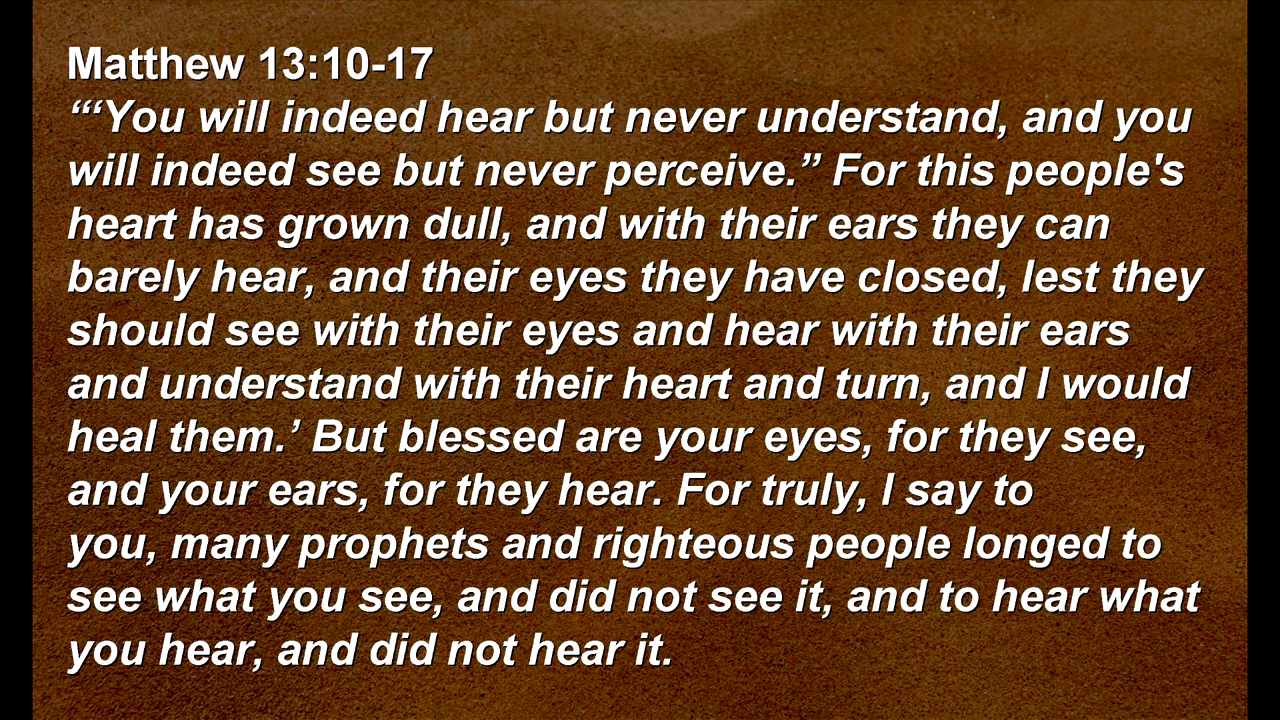 Matthew 13:10-17
“‘You will indeed hear but never understand, and you
will indeed see but never perceive.” For this people's
heart has grown dull, and with their ears they can
barely hear, and their eyes they have closed, lest they
should see with their eyes and hear with their ears
and understand with their heart and turn, and I would
heal them.’ But blessed are your eyes, for they see,
and your ears, for they hear. For truly, I say to
you, many prophets and righteous people longed to
see what you see, and did not see it, and to hear what
you hear, and did not hear it.